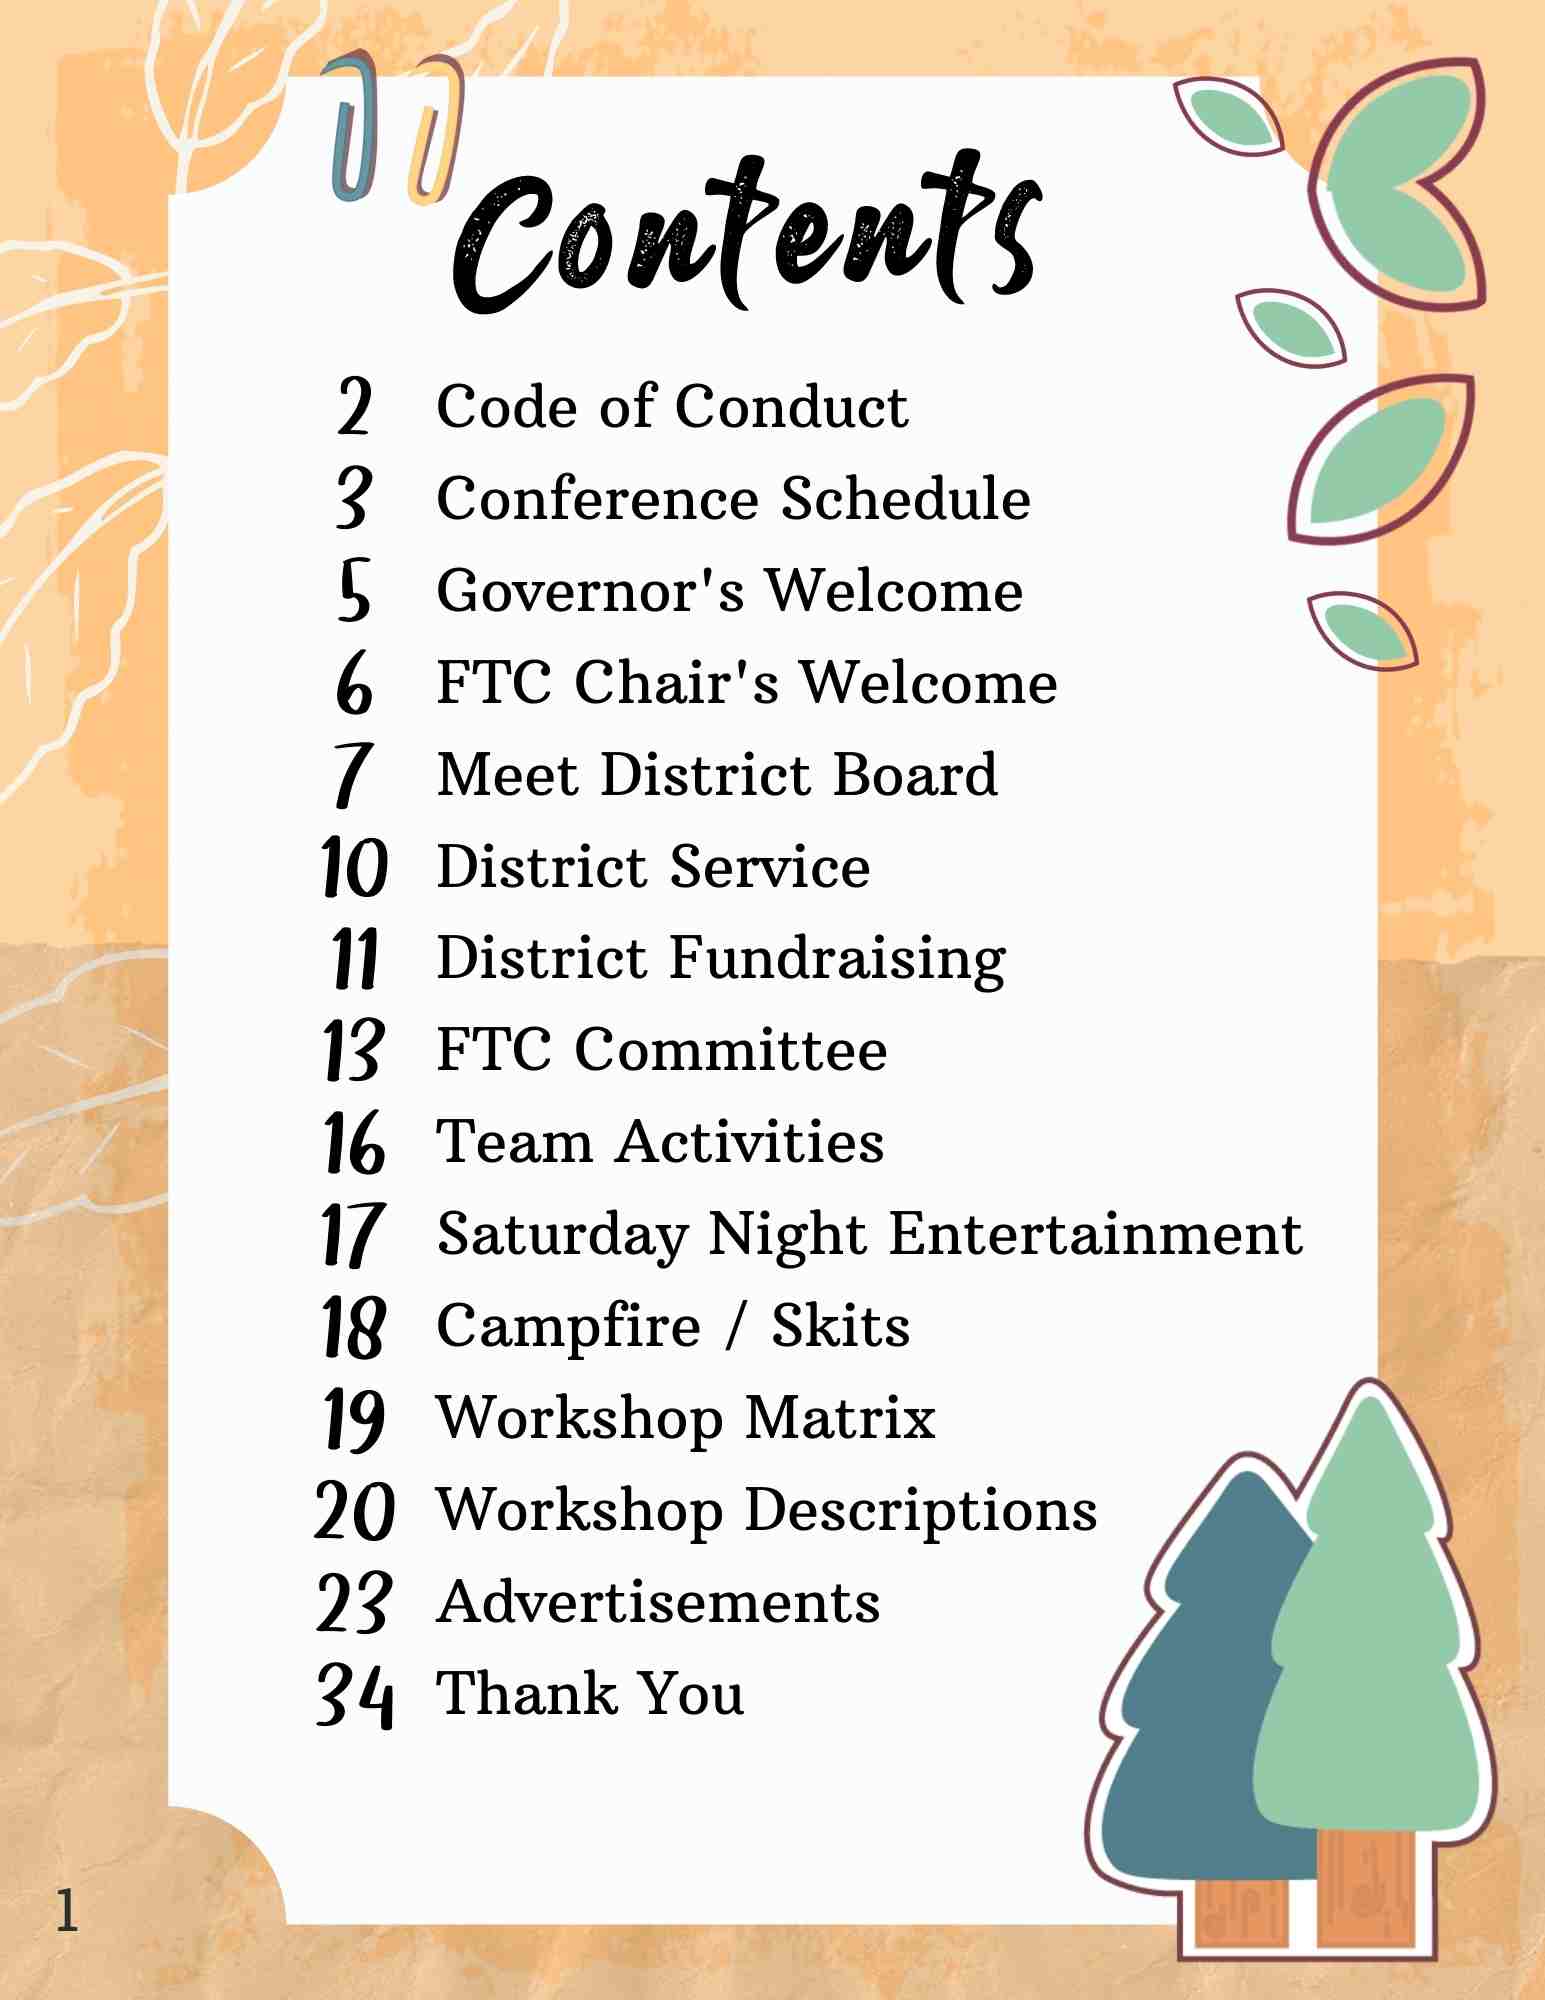 Contents
2 Code of Conduct
3 Conference Schedule
5 Governor's Welcome
6 FTC Chair's Welcome
7 Meet District Board
10 District Service
11 District Fundraising
13 FTC Committee
16 Team Activities
17 Saturday Night Entertainment
18 Campfire / Skits
19 Workshop Matrix
20 Workshop Descriptions
23 Advertisements
34 Thank You
1